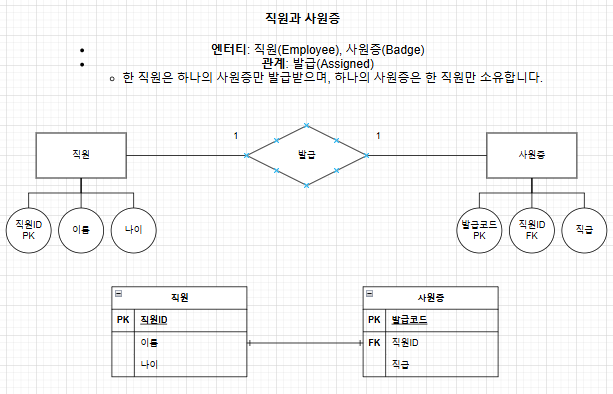 직원과 사원증
엔터티: 직원(Employee), 사원증(Badge)
관계: 발급(Assigned)
한 직원은 하나의 사원증만 발급받으며, 하나의 사원증은 한 직원만 소유합니다.
1
1
직원
발급
사원증
직원ID
PK
이름
나이
발급코드
PK
직원ID
FK
직급
직원
PK 직원ID
이름
나이
사원증
PK 발급코드
FK 직원ID
직급